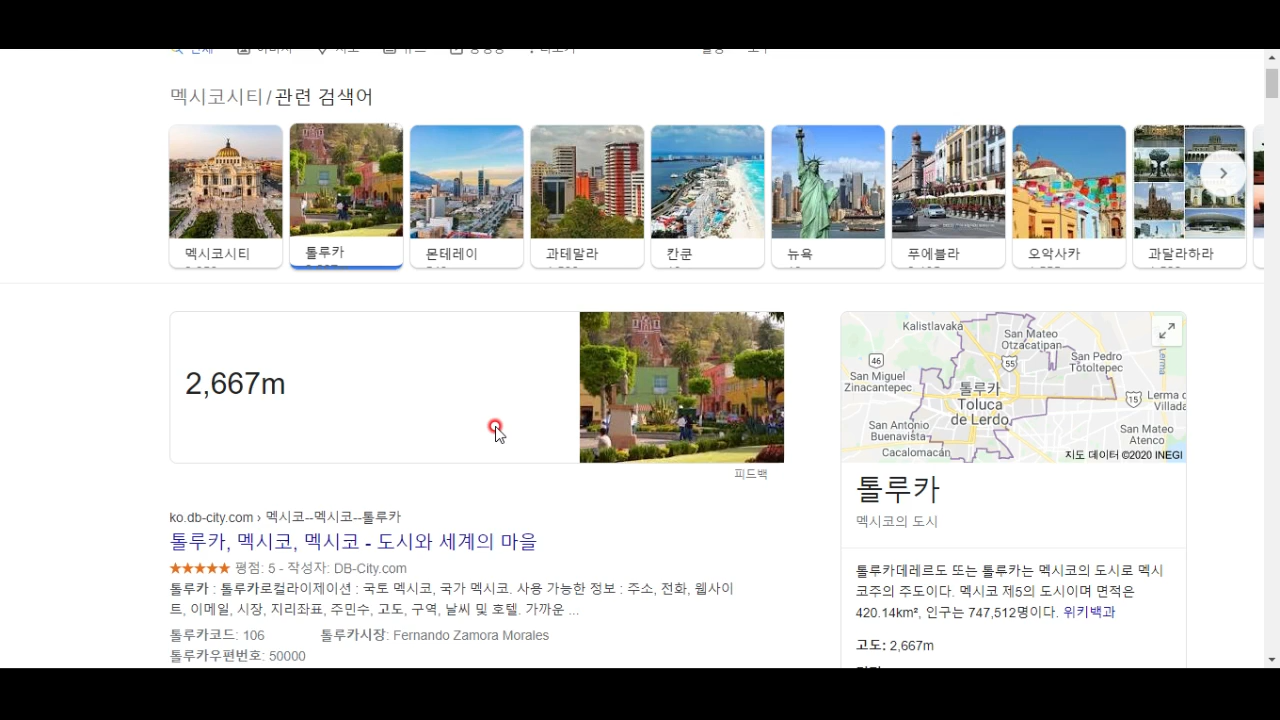 멕시코시티/관련 검색어
멕시코시티
톨루카
몬테레이
과테말라
칸쿤
뉴욕
푸에블라
오악사카
과달라하라
2,667m
피드백
Kalistlavaká
San Mateo
Otzacatipan
55
46
San Pedro
Totoltepec
San Miguel
Zinacantepec
톨루카
Toluca
de Lerdo
15
Lerma
Lerma d
Villada
San Antonio
Buenavista
San Mateo
Atenco
Cacalomacán
지도 데이터 ©2020 INEGI
ko.db-city.com › 멕시코--멕시코--톨루카
톨루카, 멕시코, 멕시코 - 도시와 세계의 마을
★★★★★ 평점: 5 - 작성자: DB-City.com
톨루카 : 톨루카로컬라이제이션 : 국토 멕시코, 국가 멕시코. 사용 가능한 정보 : 주소, 전화, 웹사이
트, 이메일, 시장, 지리좌표, 주민수, 고도, 구역, 날씨 및 호텔. 가까운 ...
톨루카코드: 106 톨루카시장: Fernando Zamora Morales
톨루카우편번호: 50000
톨루카
멕시코의 도시
톨루카데레르도 또는 톨루카는 멕시코의 도시로 멕시
코주의 주도이다. 멕시코 제5의 도시이며 면적은
420.14km², 인구는 747,512명이다. 위키백과
고도: 2,667m